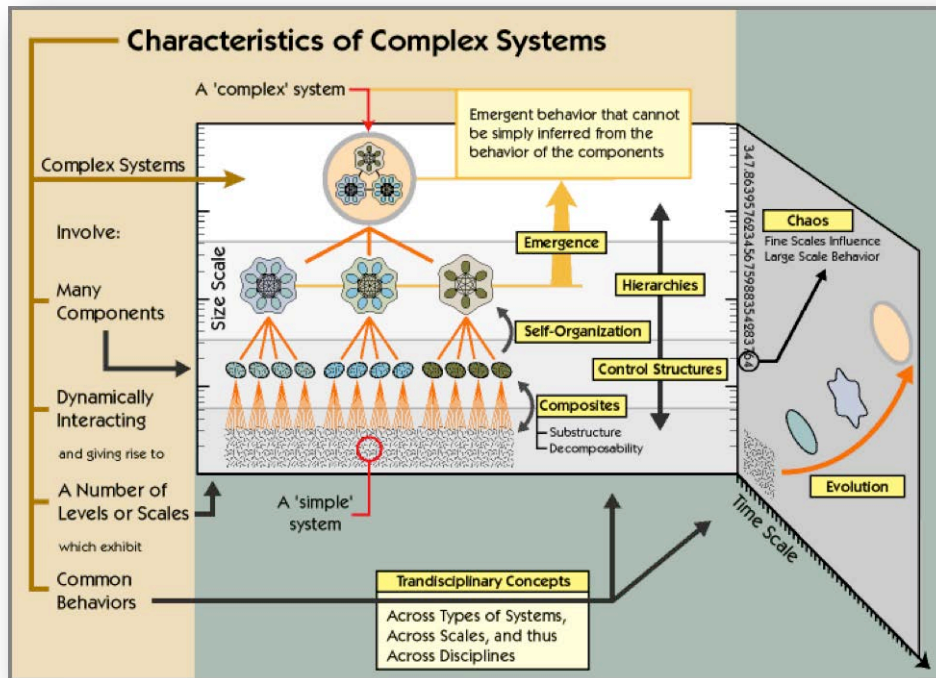 Characteristics of Complex Systems
A 'complex' system
Emergent behavior that cannot
be simply inferred from the
behavior of the components
Complex Systems
Involve:
Many
Components
Dynamically
Interacting
and giving rise to
A Number of
Levels or Scales
which exhibit
Common
Behaviors
Size Scale
Emergence
Hierarchies
Self-Organization
Control Structures
Composites
Substructure
Decomposability
A 'simple'
system
347.86395762345675988354283764
Chaos
Fine Scales Influence
Large Scale Behavior
Evolution
Time Scale
Trandisciplinary Concepts
Across Types of Systems,
Across Scales, and thus
Across Disciplines